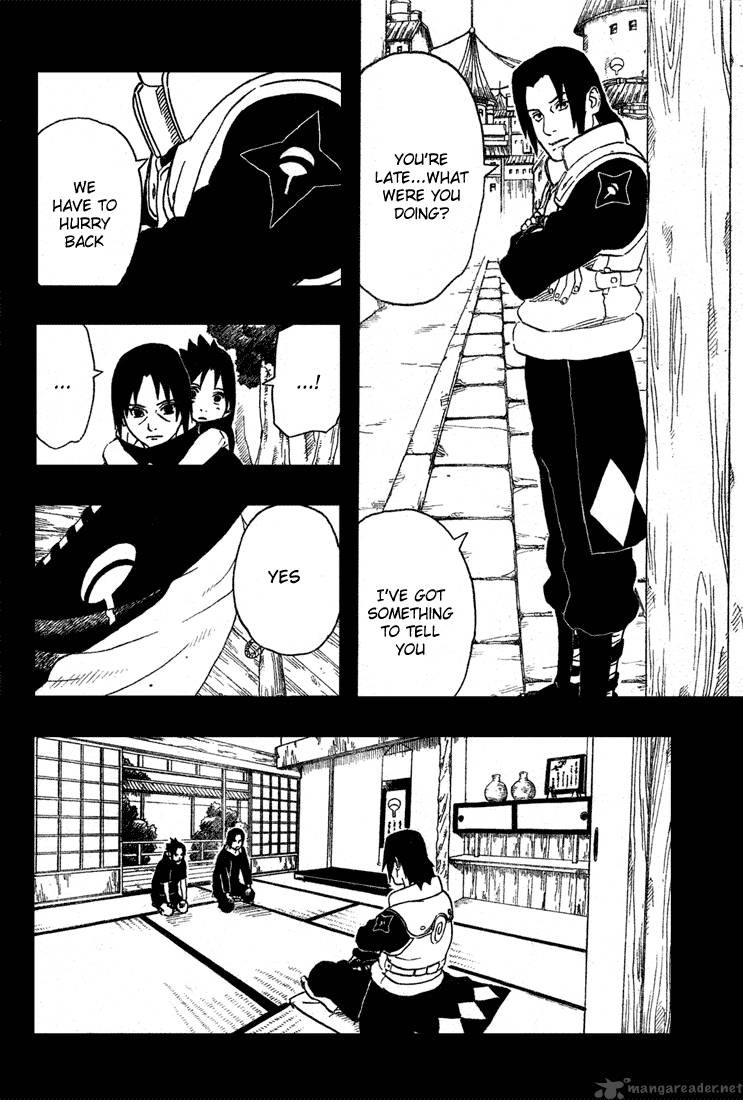 YOU'RE
LATE...WHAT
WERE YOU
DOING?
I'VE GOT
SOMETHING
TO TELL
YOU
WE
HAVE TO
HURRY
BACK
...!
...
YES
mangareader.net